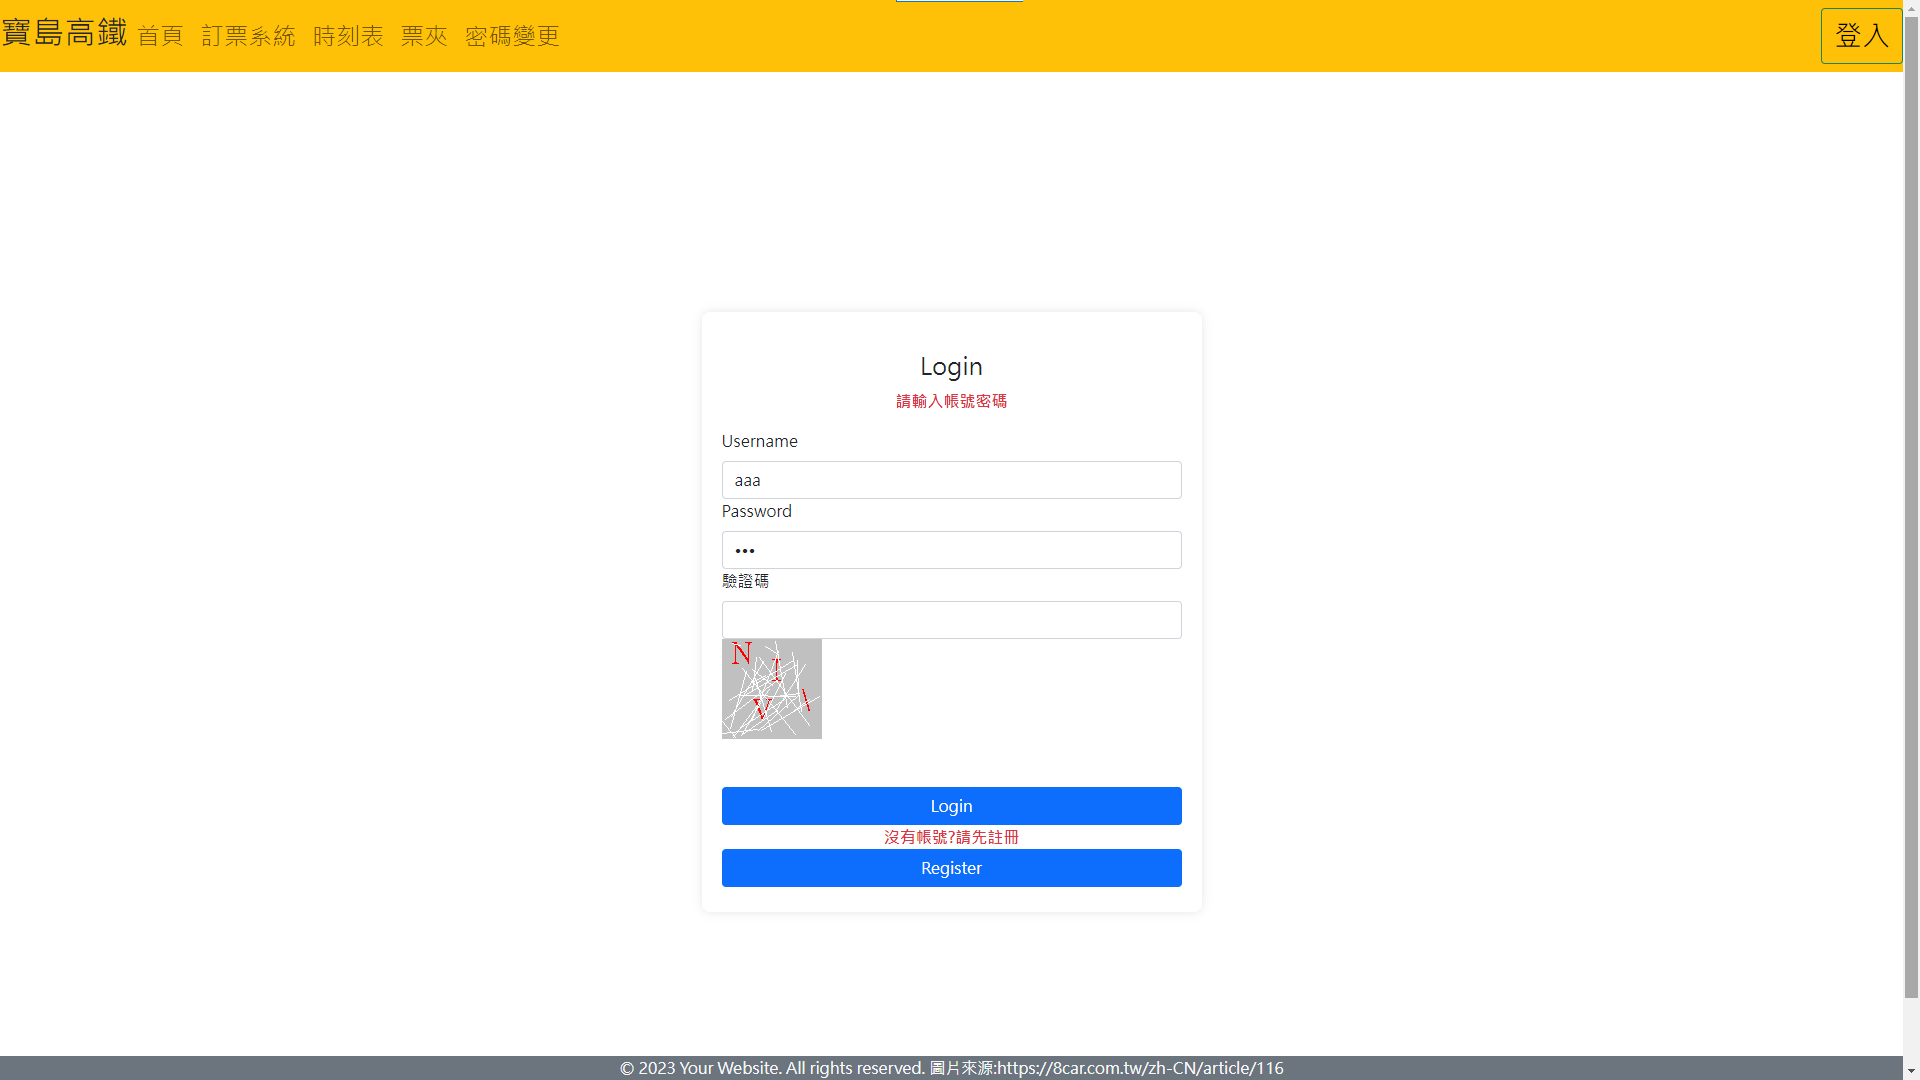 寶島高鐵 首頁 訂票系統 時刻表 票夾 密碼變更 登入
Login
請輸入帳號密碼
Username
aaa
Password
•••
驗證碼
N
I
V
Login
沒有帳號?請先註冊
Register
© 2023 Your Website. All rights reserved. 圖片來源:https://8car.com.tw/zh-CN/article/116